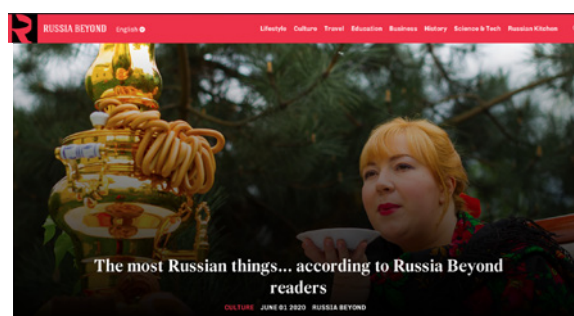 RUSSIA BEYOND English
Lifestyle Culture Travel Education Business History Science & Tech Russian Kitchen
The most Russian things... according to Russia Beyond
readers
CULTURE JUNE 01 2020 RUSSIA BEYOND